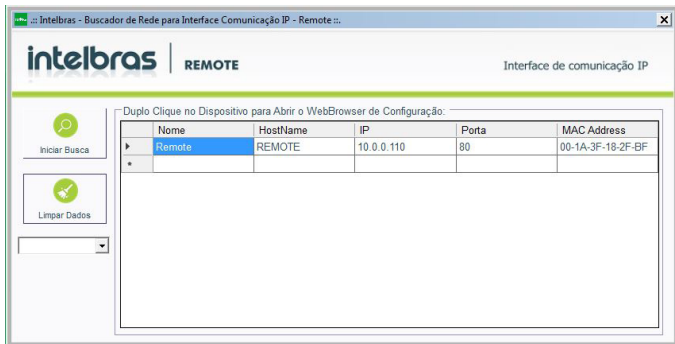 .:: Intelbras - Buscador de Rede para Interface Comunicação IP - Remote ::.
intelbras REMOTE
Interface de comunicação IP
Duplo Clique no Dispositivo para Abrir o WebBrowser de Configuração:
Nome HostName IP Porta MAC Address
Remote REMOTE 10.0.0.110 80 00-1A-3F-18-2F-BF
Iniciar Busca
Limpar Dados